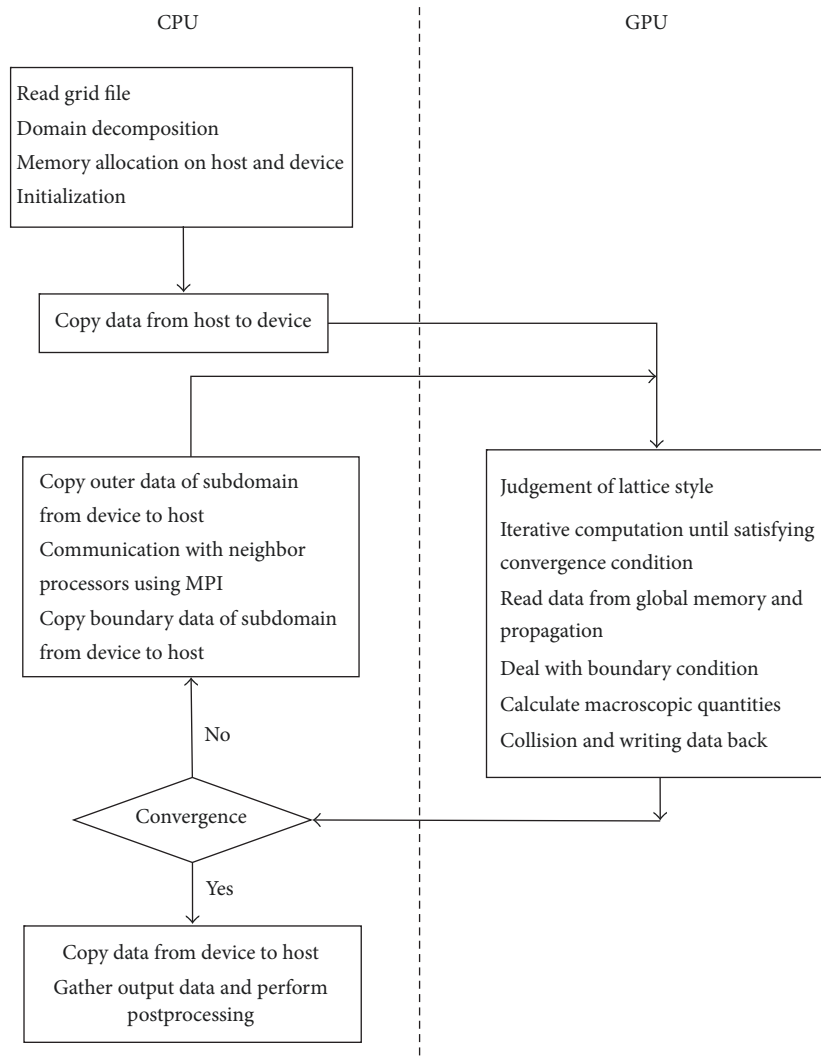 CPU
GPU
Read grid file
Domain decomposition
Memory allocation on host and device
Initialization
Copy data from host to device
Copy outer data of subdomain
from device to host
Communication with neighbor
processors using MPI
Copy boundary data of subdomain
from device to host
Judgement of lattice style
Iterative computation until satisfying
convergence condition
Read data from global memory and
propagation
Deal with boundary condition
Calculate macroscopic quantities
Collision and writing data back
No
Convergence
Yes
Copy data from device to host
Gather output data and perform
postprocessing